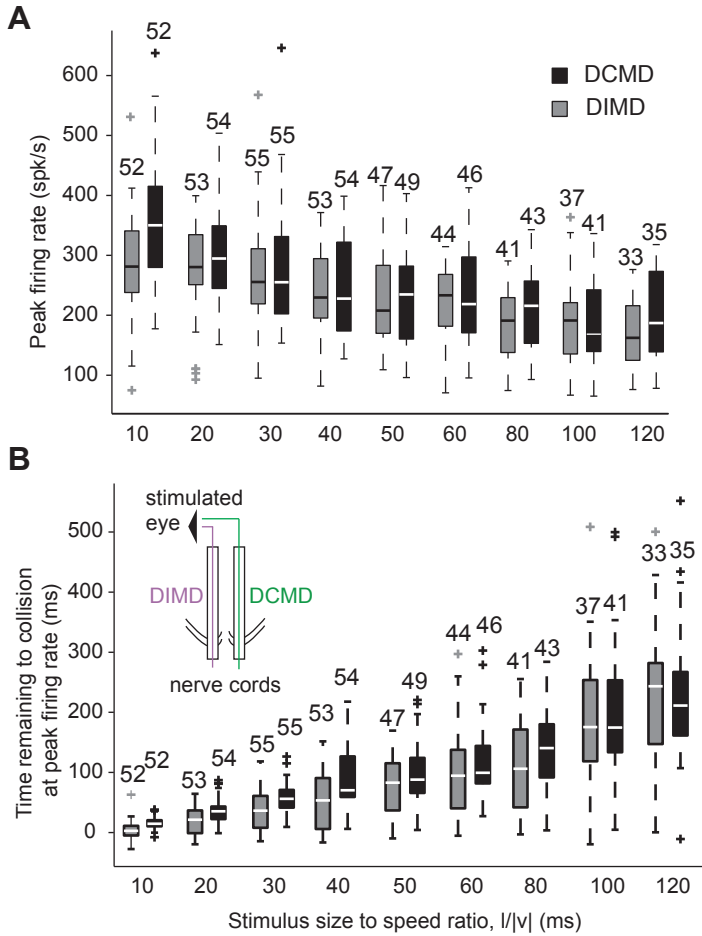 A
DCMD
DIMD
Peak firing rate (spk/s)
600
500
400
300
200
100
52 52 53 54 55 55 53 54 47 49 44 46 41 43 37 41 33 35
10 20 30 40 50 60 80 100 120
B
stimulated
eye
DIMD DCMD
nerve cords
Time remaining to collision
at peak firing rate (ms)
500
400
300
200
100
0
52 52 53 54 55 55 53 54 47 49 44 46 41 43 37 41 33 35
10 20 30 40 50 60 80 100 120
Stimulus size to speed ratio, l/|v| (ms)